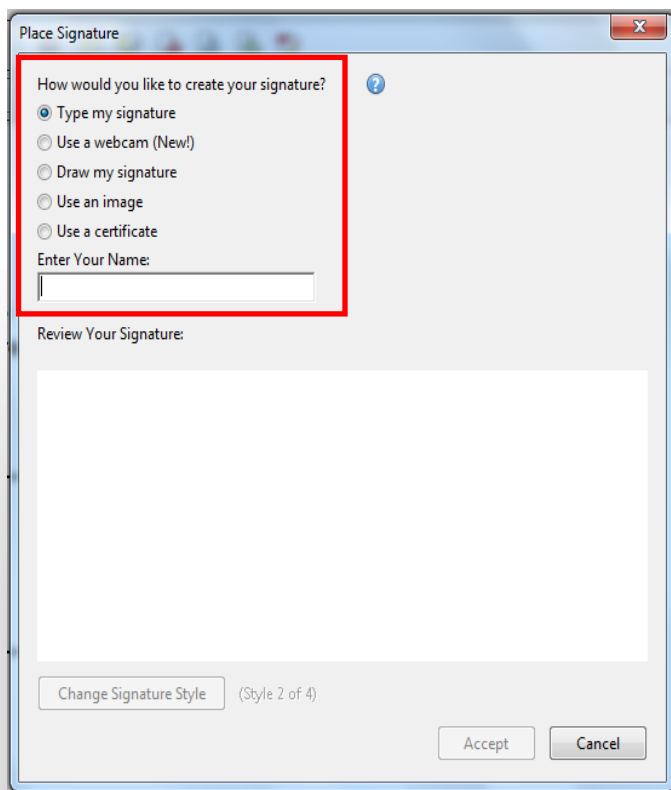 Place Signature
How would you like to create your signature?
Type my signature
Use a webcam (New!)
Draw my signature
Use an image
Use a certificate
Enter Your Name:
Review Your Signature:
Change Signature Style (Style 2 of 4)
Accept Cancel